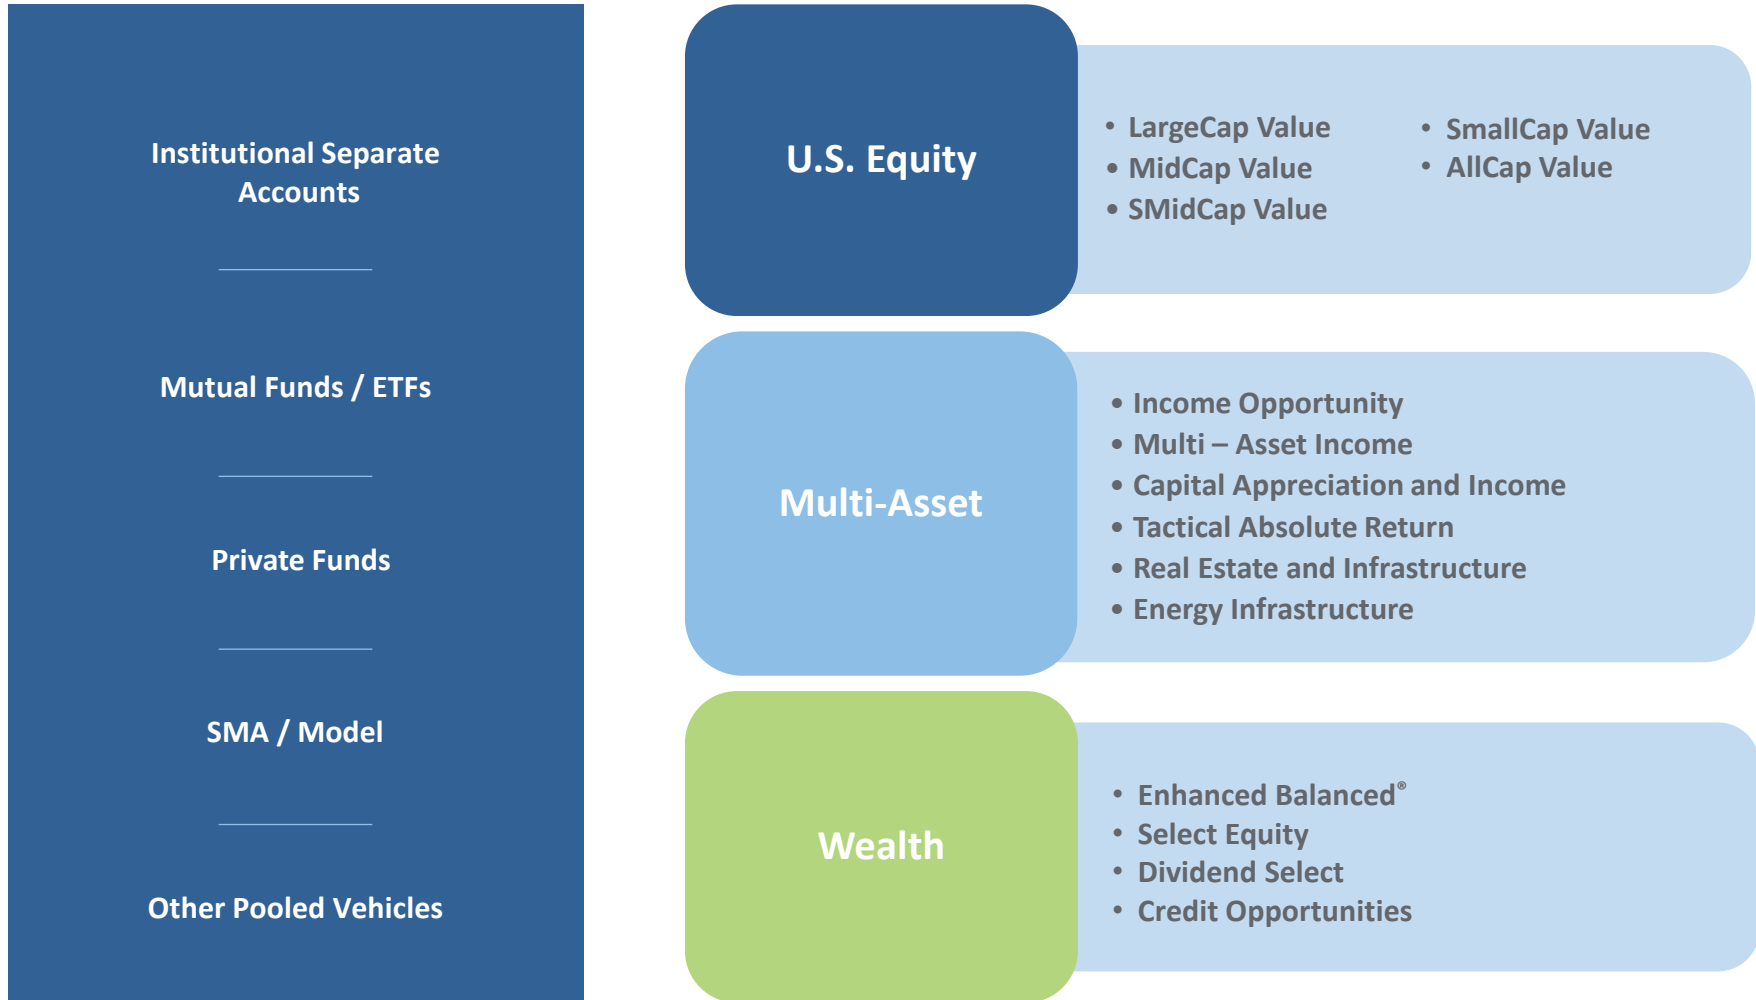 Institutional Separate
Accounts
Mutual Funds / ETFs
Private Funds
SMA / Model
Other Pooled Vehicles
U.S. Equity
• LargeCap Value
• MidCap Value
• SMidCap Value
• SmallCap Value
• AllCap Value
Multi-Asset
• Income Opportunity
• Multi – Asset Income
• Capital Appreciation and Income
• Tactical Absolute Return
• Real Estate and Infrastructure
• Energy Infrastructure
Wealth
• Enhanced Balanced®
• Select Equity
• Dividend Select
• Credit Opportunities